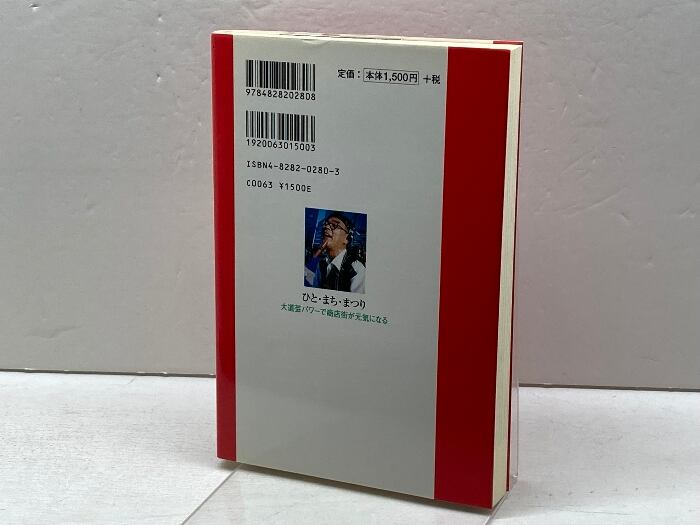 定価：本体1,500円 +税
9784828202808
1920063015003
ISBN4-8282-0280-3
C0063 ¥1500E
ひと・まち・まつり
大道芸パワーで商店街が元気になる